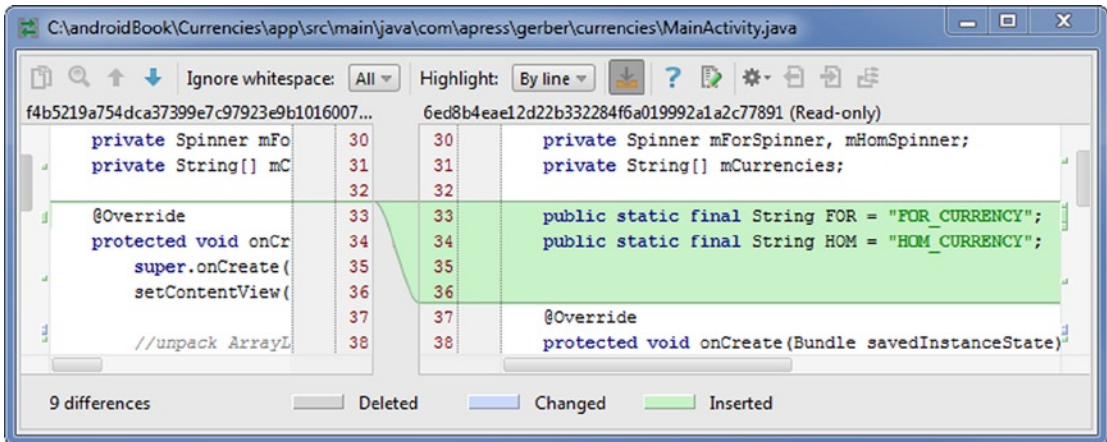 C:\androidBook\Currencies\app\src\main\java\com\apress\gerber\currencies\MainActivity.java
Ignore whitespace: All Highlight: By line
f4b5219a754dca37399e7c97923e9b1016007... 6ed8b4eae12d22b332284f6a019992a1a2c77891 (Read-only)
private Spinner mFo 30 30 private Spinner mForSpinner, mHomSpinner;
private String[] mC 31 31 private String[] mCurrencies;
32 32
@Override 33 33 public static final String FOR = "FOR_CURRENCY";
protected void onCr 34 34 public static final String HOM = "HOM_CURRENCY";
super.onCreate( 35 35
setContentView( 36 36
37 37 @Override
//unpack ArrayL 38 38 protected void onCreate(Bundle savedInstanceState)
9 differences Deleted Changed Inserted